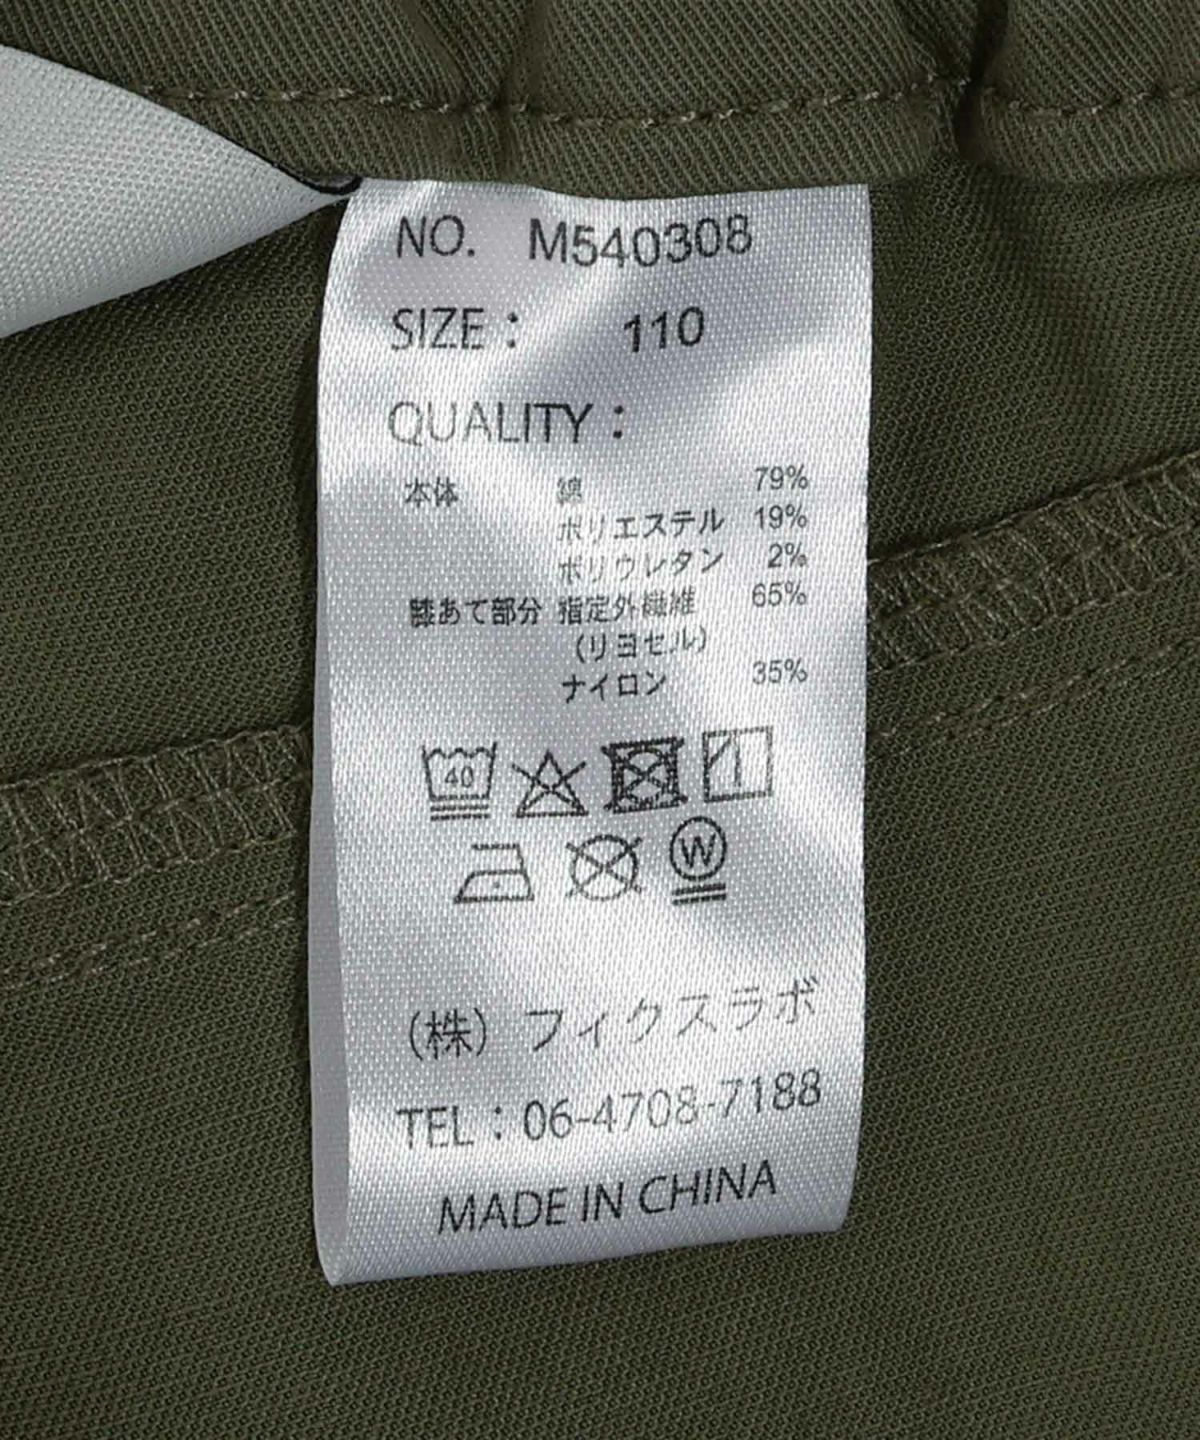 NO. M540308
SIZE： 110
QUALITY：
本体 綿 79%
ポリエステル 19%
ポリウレタン 2%
膝あて部分 指定外繊維 65%
(リヨセル)
ナイロン 35%
40
W
(株) フィクスラボ
TEL：06-4708-7188
MADE IN CHINA